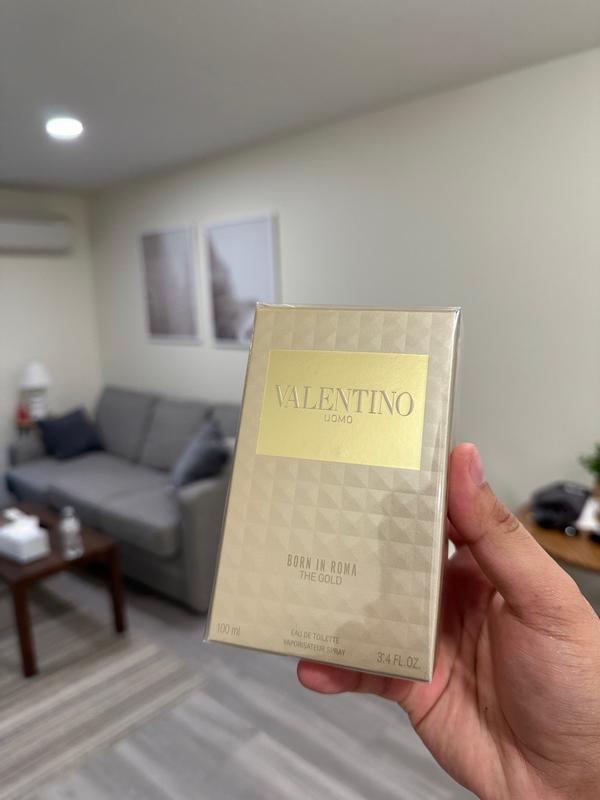 VALENTINO
UOMO
BORN IN ROMA
THE GOLD
100 ml
EAU DE TOILETTE
VAPORISATEUR SPRAY
3.4 FL.OZ.